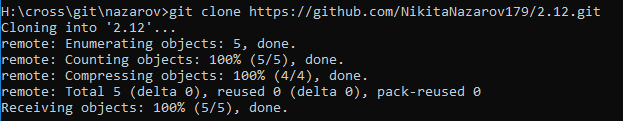 H:\cross\git\nazarov>git clone https://github.com/NikitaNazarov179/2.12.git
Cloning into '2.12'...
remote: Enumerating objects: 5, done.
remote: Counting objects: 100% (5/5), done.
remote: Compressing objects: 100% (4/4), done.
remote: Total 5 (delta 0), reused 0 (delta 0), pack-reused 0
Receiving objects: 100% (5/5), done.